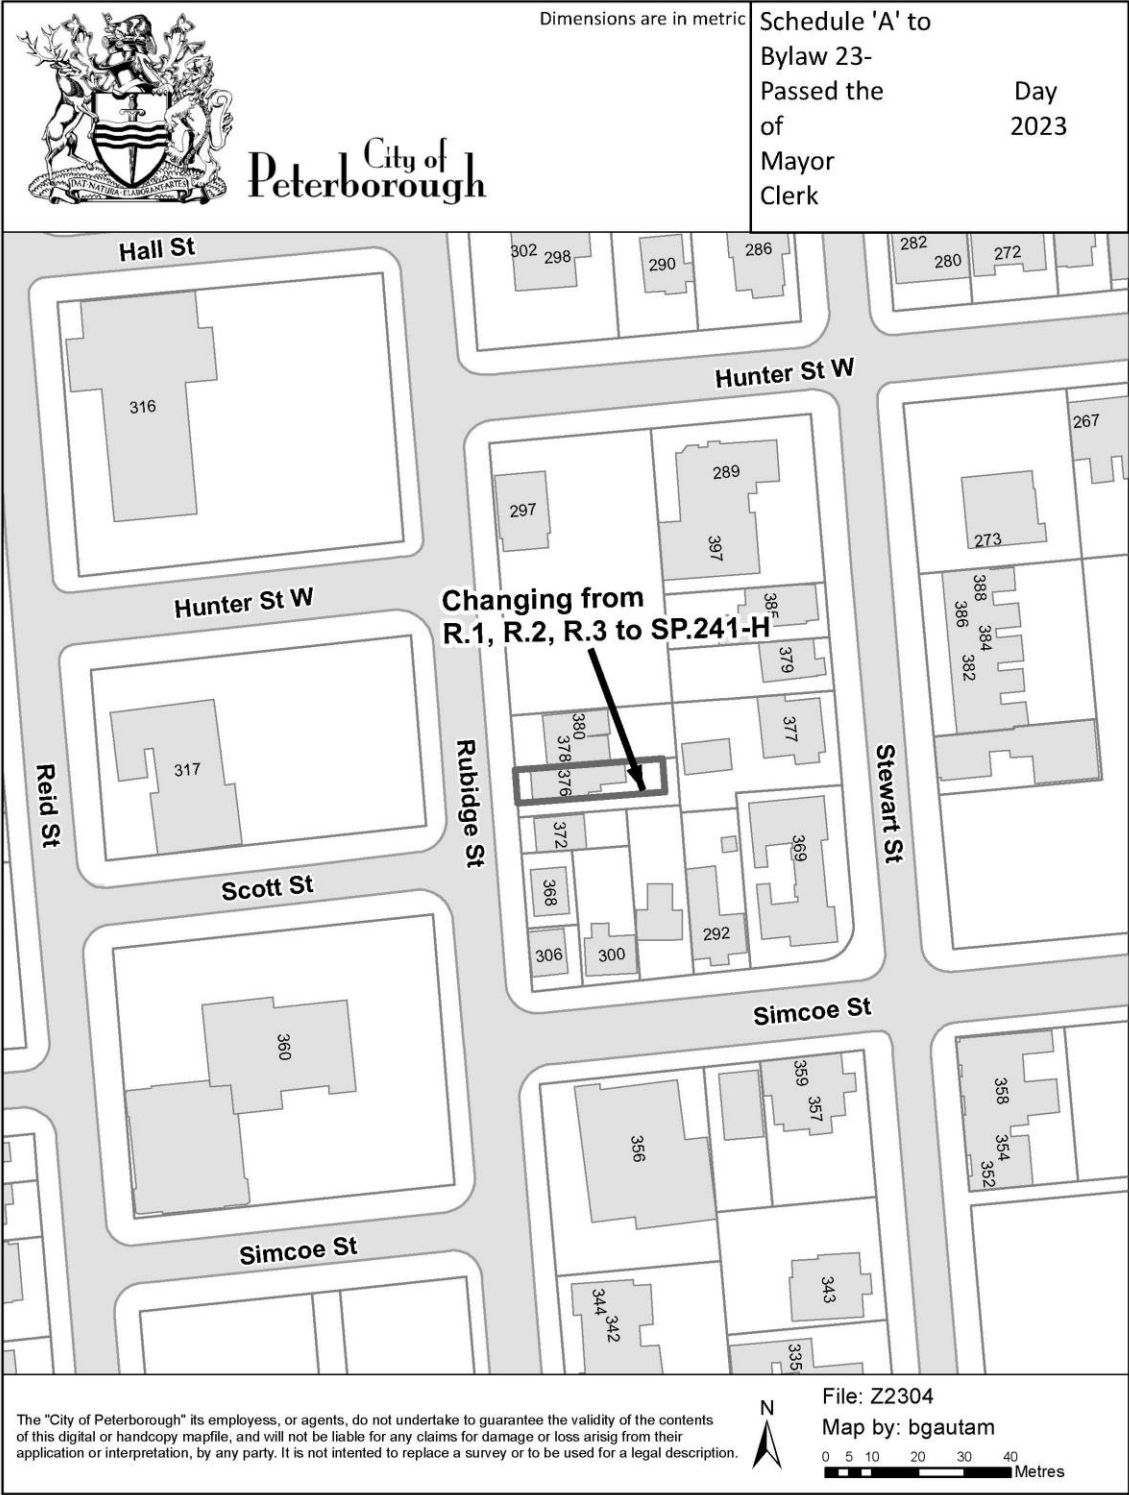 Dimensions are in metric
DAT·NATURA·ELABORANT·ARTES
City of
Peterborough
Schedule 'A' to
Bylaw 23-
Passed the Day
of 2023
Mayor
Clerk
Hall St
302 298
290
286
282
280
272
Hunter St W
316
267
297
289
397
273
Hunter St W
Changing from
R.1, R.2, R.3 to SP.241-H
385
379
377
388
386
384
382
380
378
376
317
Reid St
Rubidge St
Stewart St
372
369
368
Scott St
306
300
292
Simcoe St
360
359
357
358
356
354
352
Simcoe St
343
344
342
335
The "City of Peterborough" its employess, or agents, do not undertake to guarantee the validity of the contents
of this digital or handcopy mapfile, and will not be liable for any claims for damage or loss arisig from their
application or interpretation, by any party. It is not intented to replace a survey or to be used for a legal description.
N
File: Z2304
Map by: bgautam
0 5 10 20 30 40
Metres